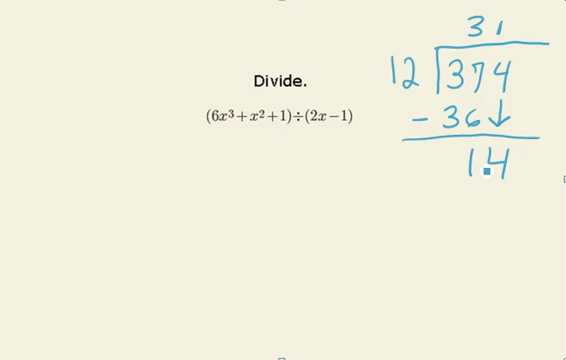 Divide.
(6x³+x²+1)÷(2x−1)
31
12 374
− 36↓
14